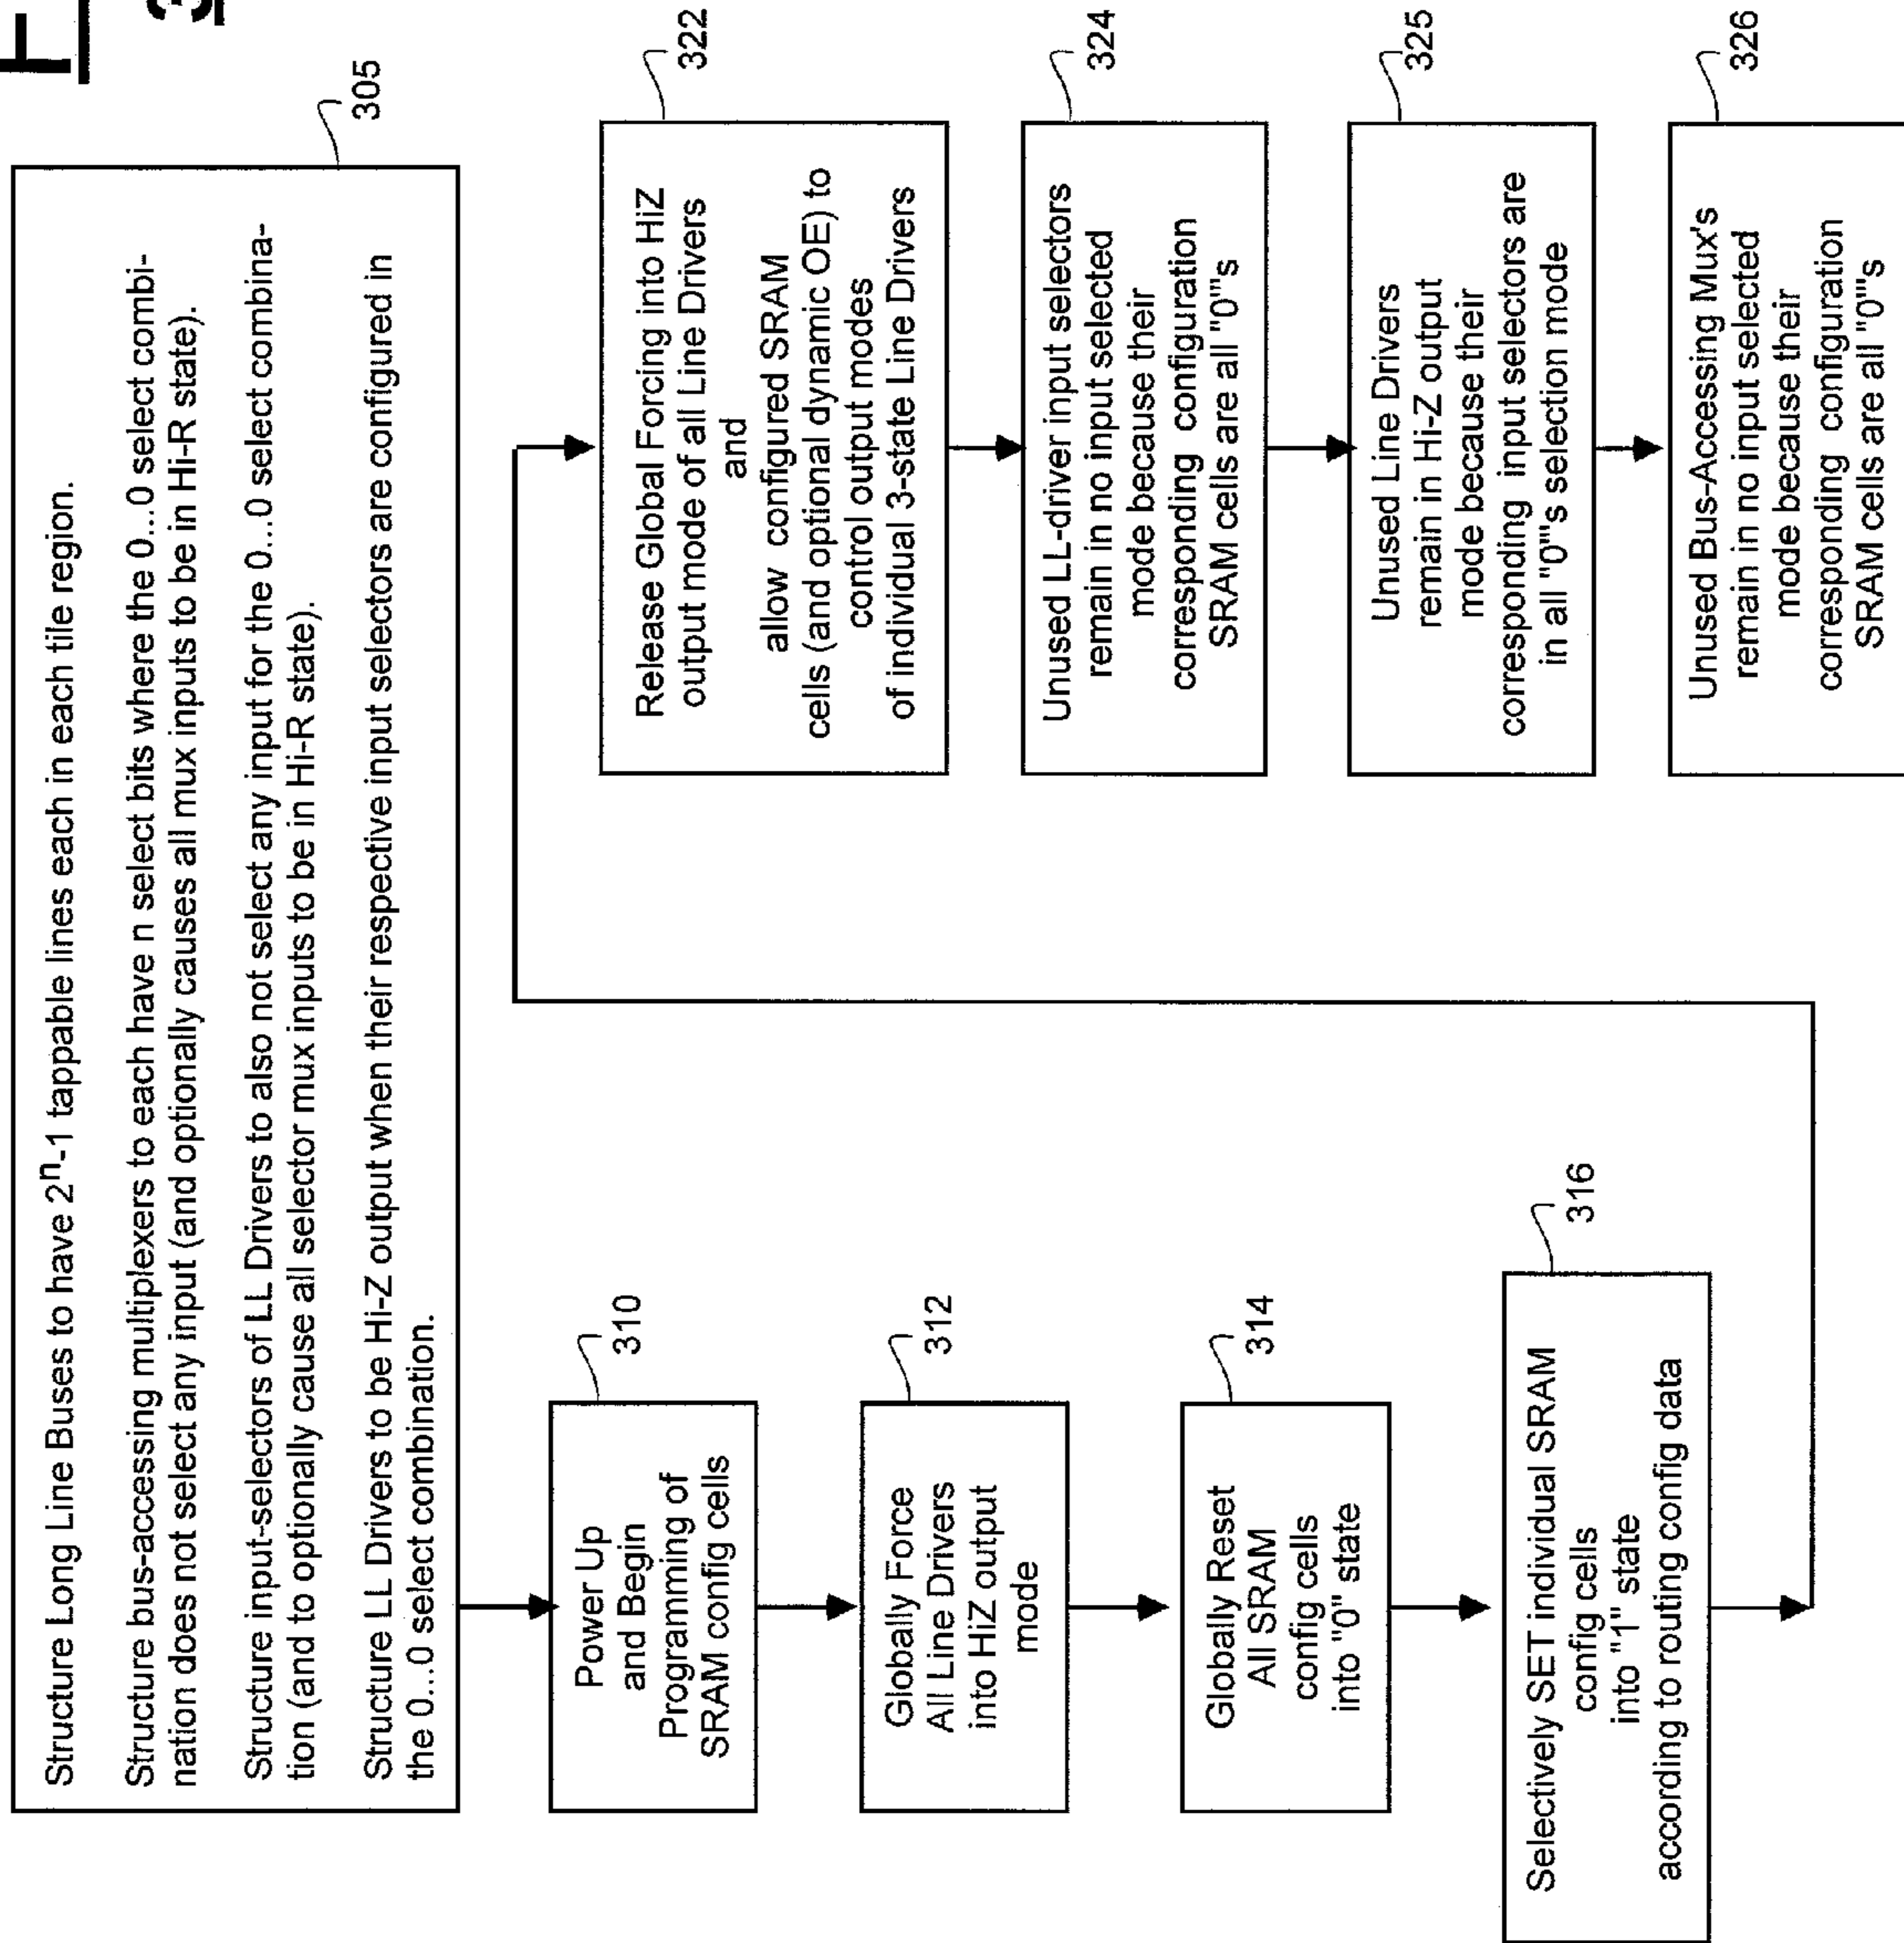 305
Structure Long Line Buses to have 2n-1 tappable lines each in each tile region.
Structure bus-accessing multiplexers to each have n select bits where the 0...0 select combi-
nation does not select any input (and optionally causes all mux inputs to be in Hi-R state).
Structure input-selectors of LL Drivers to also not select any input for the 0...0 select combina-
tion (and to optionally cause all selector mux inputs to be in Hi-R state).
Structure LL Drivers to be Hi-Z output when their respective input selectors are configured in
the 0...0 select combination.
310
Power Up
and Begin
Programming of
SRAM config cells
312
Globally Force
All Line Drivers
into HiZ output
mode
314
Globally Reset
All SRAM
config cells
into "0" state
316
Selectively SET individual SRAM
config cells
into "1" state
according to routing config data
322
Release Global Forcing into HiZ
output mode of all Line Drivers
and
allow configured SRAM
cells (and optional dynamic OE) to
control output modes
of individual 3-state Line Drivers
324
Unused LL-driver input selectors
remain in no input selected
mode because their
corresponding configuration
SRAM cells are all "0"'s
325
Unused Line Drivers
remain in Hi-Z output
mode because their
corresponding input selectors are
in all "0"'s selection mode
326
Unused Bus-Accessing Mux's
remain in no input selected
mode because their
corresponding configuration
SRAM cells are all "0"'s